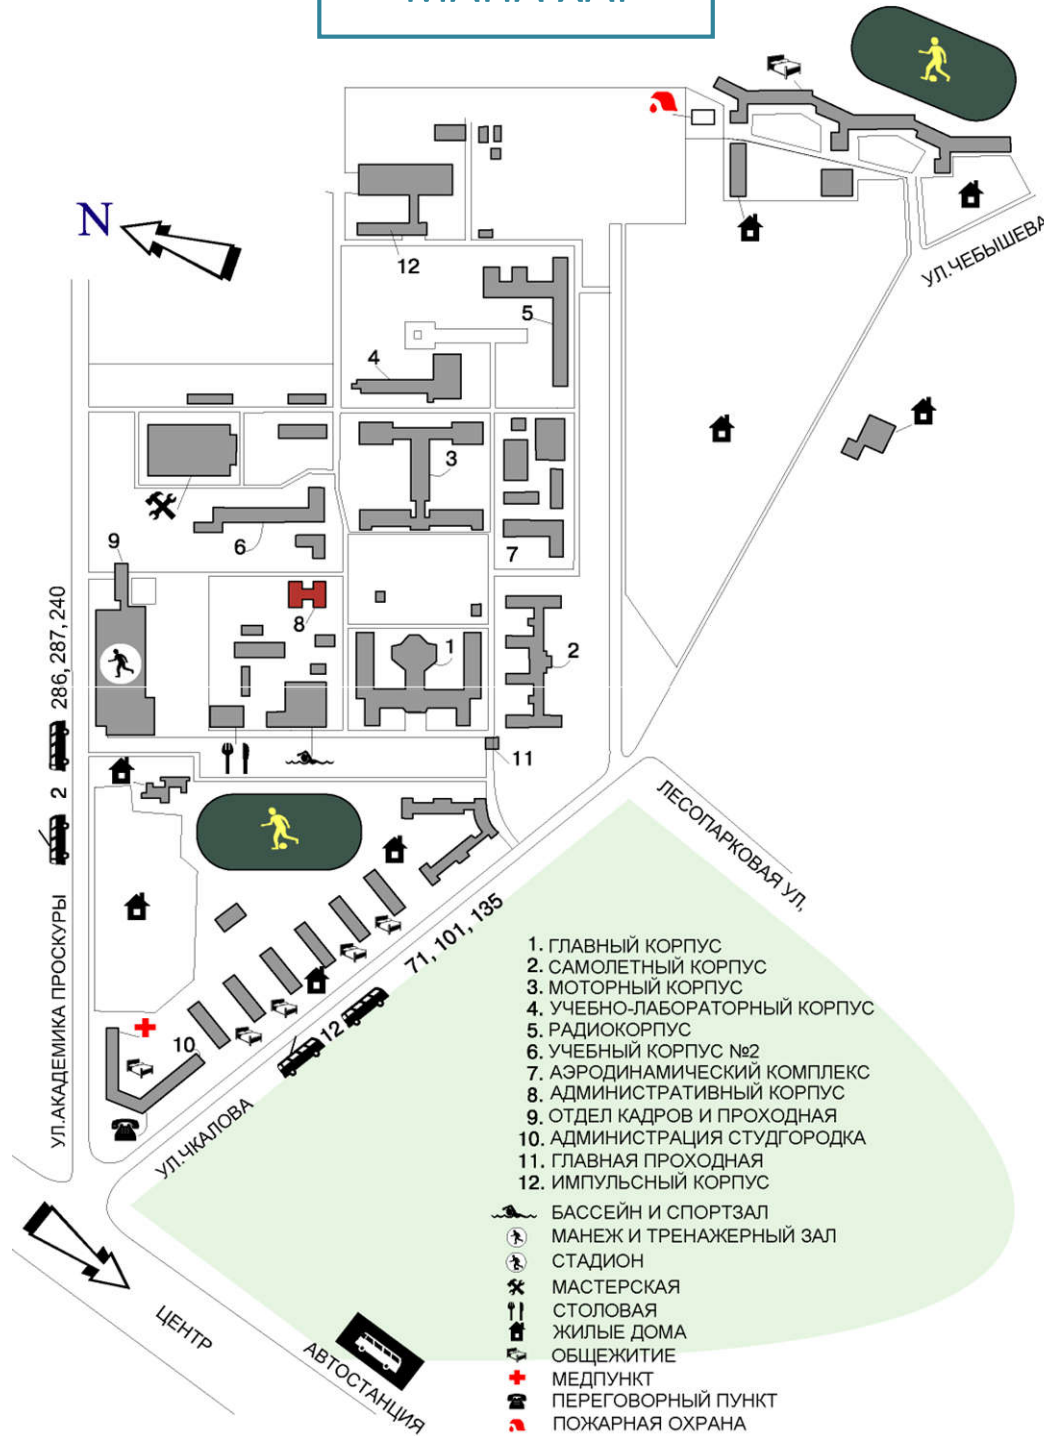 N
УЛ.ЧЕБЫШЕВА
12
5
4
3
9
6
7
8
1
2
11
286, 287, 240
2
УЛ.АКАДЕМИКА ПРОСКУРЫ
ЛЕСОПАРКОВАЯ УЛ,
71, 101, 135
12
10
УЛ.ЧКАЛОВА
ЦЕНТР
АВТОСТАНЦИЯ
1. ГЛАВНЫЙ КОРПУС
2. САМОЛЕТНЫЙ КОРПУС
3. МОТОРНЫЙ КОРПУС
4. УЧЕБНО-ЛАБОРАТОРНЫЙ КОРПУС
5. РАДИОКОРПУС
6. УЧЕБНЫЙ КОРПУС №2
7. АЭРОДИНАМИЧЕСКИЙ КОМПЛЕКС
8. АДМИНИСТРАТИВНЫЙ КОРПУС
9. ОТДЕЛ КАДРОВ И ПРОХОДНАЯ
10. АДМИНИСТРАЦИЯ СТУДГОРОДКА
11. ГЛАВНАЯ ПРОХОДНАЯ
12. ИМПУЛЬСНЫЙ КОРПУС
БАССЕЙН И СПОРТЗАЛ
МАНЕЖ И ТРЕНАЖЕРНЫЙ ЗАЛ
СТАДИОН
МАСТЕРСКАЯ
СТОЛОВАЯ
ЖИЛЫЕ ДОМА
ОБЩЕЖИТИЕ
МЕДПУНКТ
ПЕРЕГОВОРНЫЙ ПУНКТ
ПОЖАРНАЯ ОХРАНА